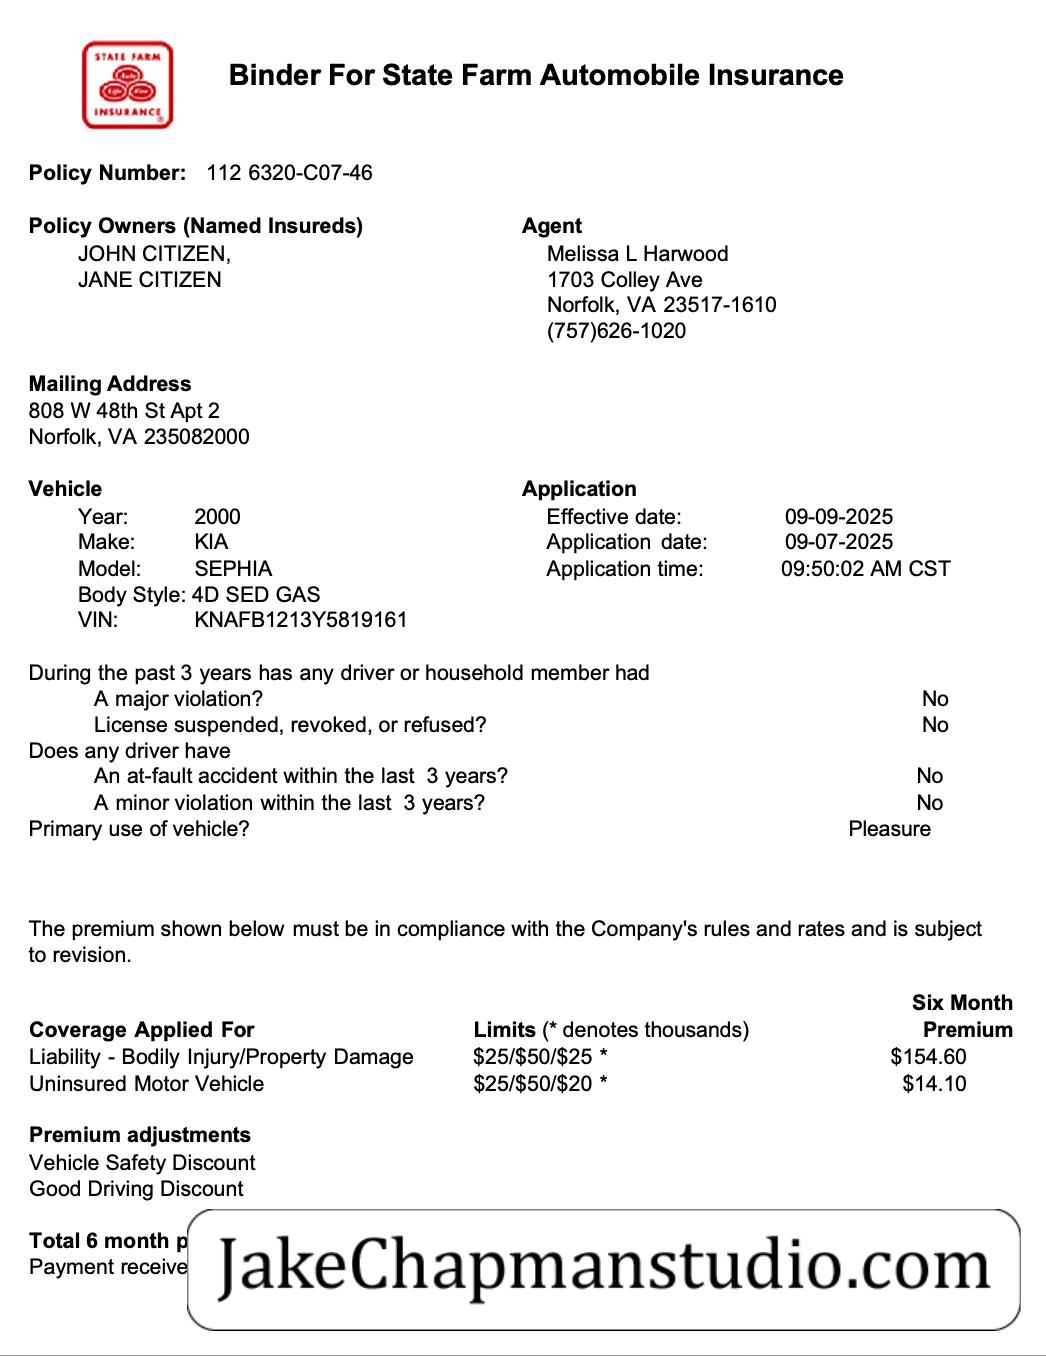 STATE FARM
INSURANCE
Binder For State Farm Automobile Insurance
Policy Number: 112 6320-C07-46
Policy Owners (Named Insureds)
JOHN CITIZEN,
JANE CITIZEN
Agent
Melissa L Harwood
1703 Colley Ave
Norfolk, VA 23517-1610
(757)626-1020
Mailing Address
808 W 48th St Apt 2
Norfolk, VA 235082000
Vehicle
Year: 2000
Make: KIA
Model: SEPHIA
Body Style: 4D SED GAS
VIN: KNAFB1213Y5819161
Application
Effective date: 09-09-2025
Application date: 09-07-2025
Application time: 09:50:02 AM CST
During the past 3 years has any driver or household member had
A major violation? No
License suspended, revoked, or refused? No
Does any driver have
An at-fault accident within the last 3 years? No
A minor violation within the last 3 years? No
Primary use of vehicle? Pleasure
The premium shown below must be in compliance with the Company's rules and rates and is subject
to revision.
Six Month
Coverage Applied For Limits (* denotes thousands) Premium
Liability - Bodily Injury/Property Damage $25/$50/$25 * $154.60
Uninsured Motor Vehicle $25/$50/$20 * $14.10
Premium adjustments
Vehicle Safety Discount
Good Driving Discount
Total 6 month p
Payment receive
JakeChapmanstudio.com